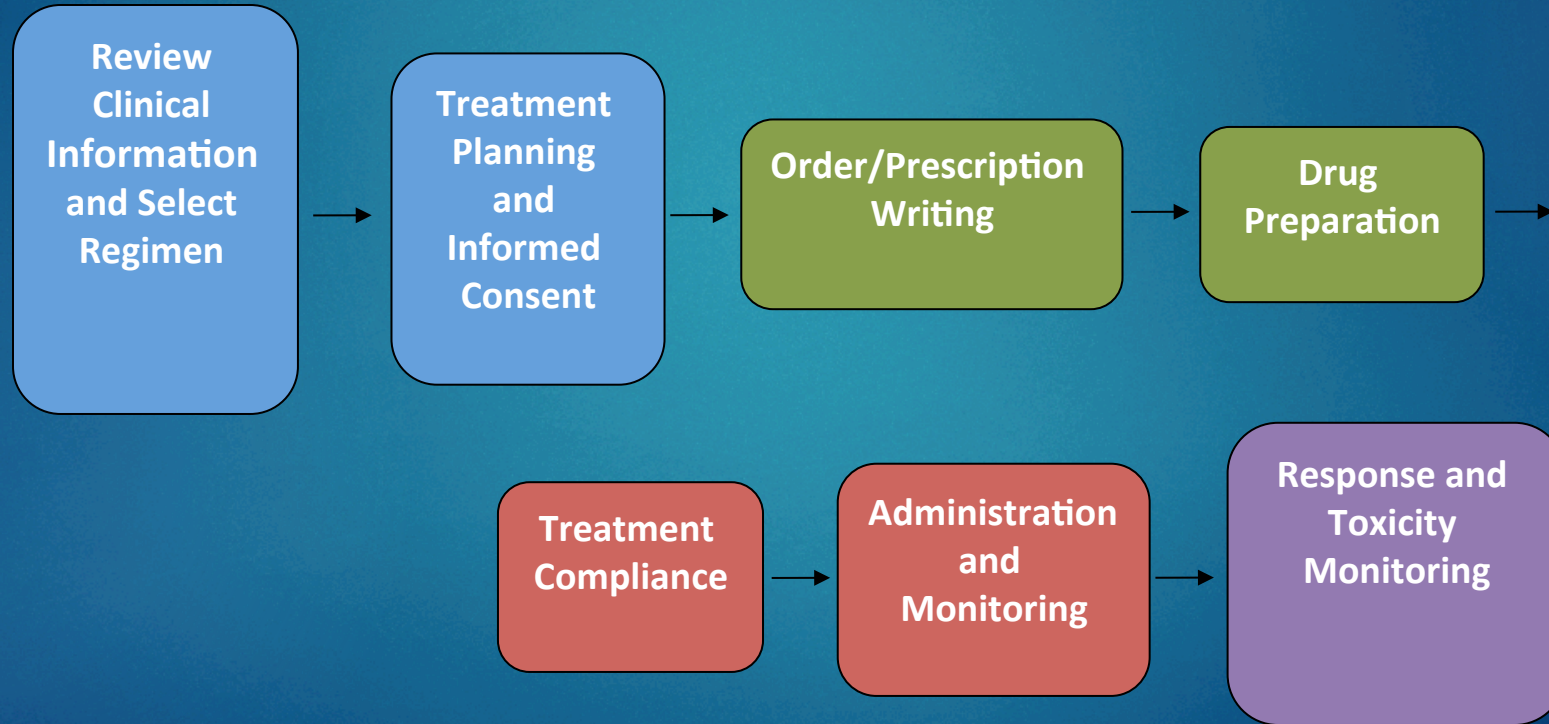 Review
Clinical
Information
and Select
Regimen
Treatment
Planning
and
Informed
Consent
Order/Prescription
Writing
Drug
Preparation
Treatment
Compliance
Administration
and
Monitoring
Response and
Toxicity
Monitoring